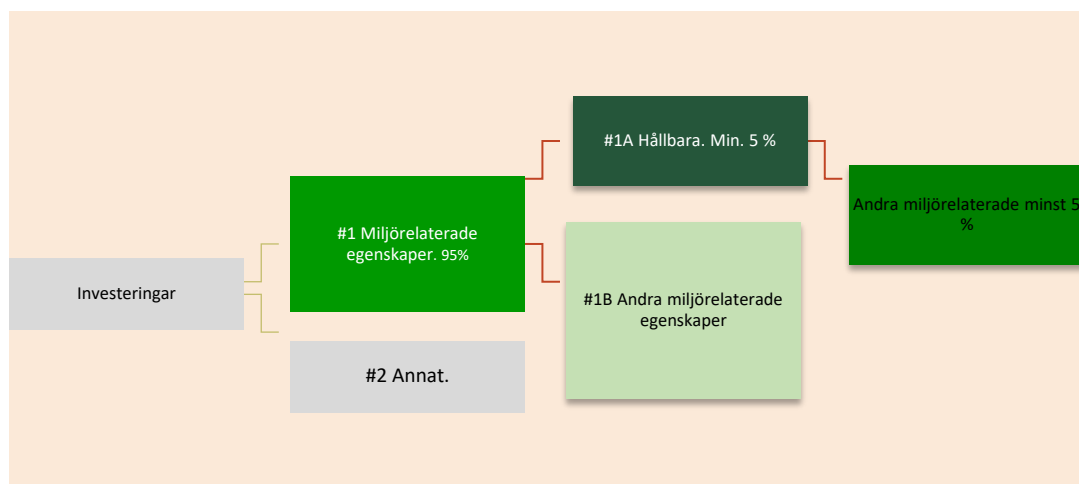 Investeringar
#1 Miljörelaterade
egenskaper. 95%
#2 Annat.
#1A Hållbara. Min. 5 %
#1B Andra miljörelaterade
egenskaper
Andra miljörelaterade minst 5
%